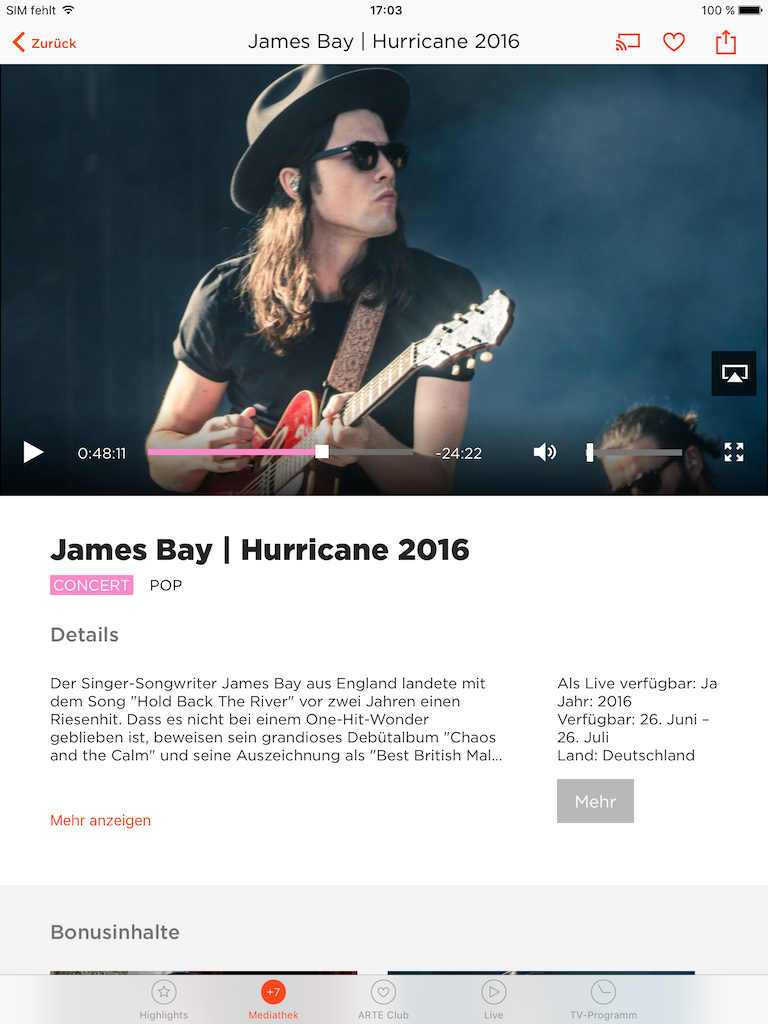 SIM fehlt 17:03 100 %
Zurück James Bay | Hurricane 2016
0:48:11 -24:22
James Bay | Hurricane 2016
CONCERT POP
Details
Der Singer-Songwriter James Bay aus England landete mit
dem Song "Hold Back The River" vor zwei Jahren einen
Riesenhit. Dass es nicht bei einem One-Hit-Wonder
geblieben ist, beweisen sein grandioses Debütalbum "Chaos
and the Calm" und seine Auszeichnung als "Best British Mal...
Mehr anzeigen
Als Live verfügbar: Ja
Jahr: 2016
Verfügbar: 26. Juni –
26. Juli
Land: Deutschland
Mehr
Bonusinhalte
+7
Highlights Mediathek ARTE Club Live TV-Programm